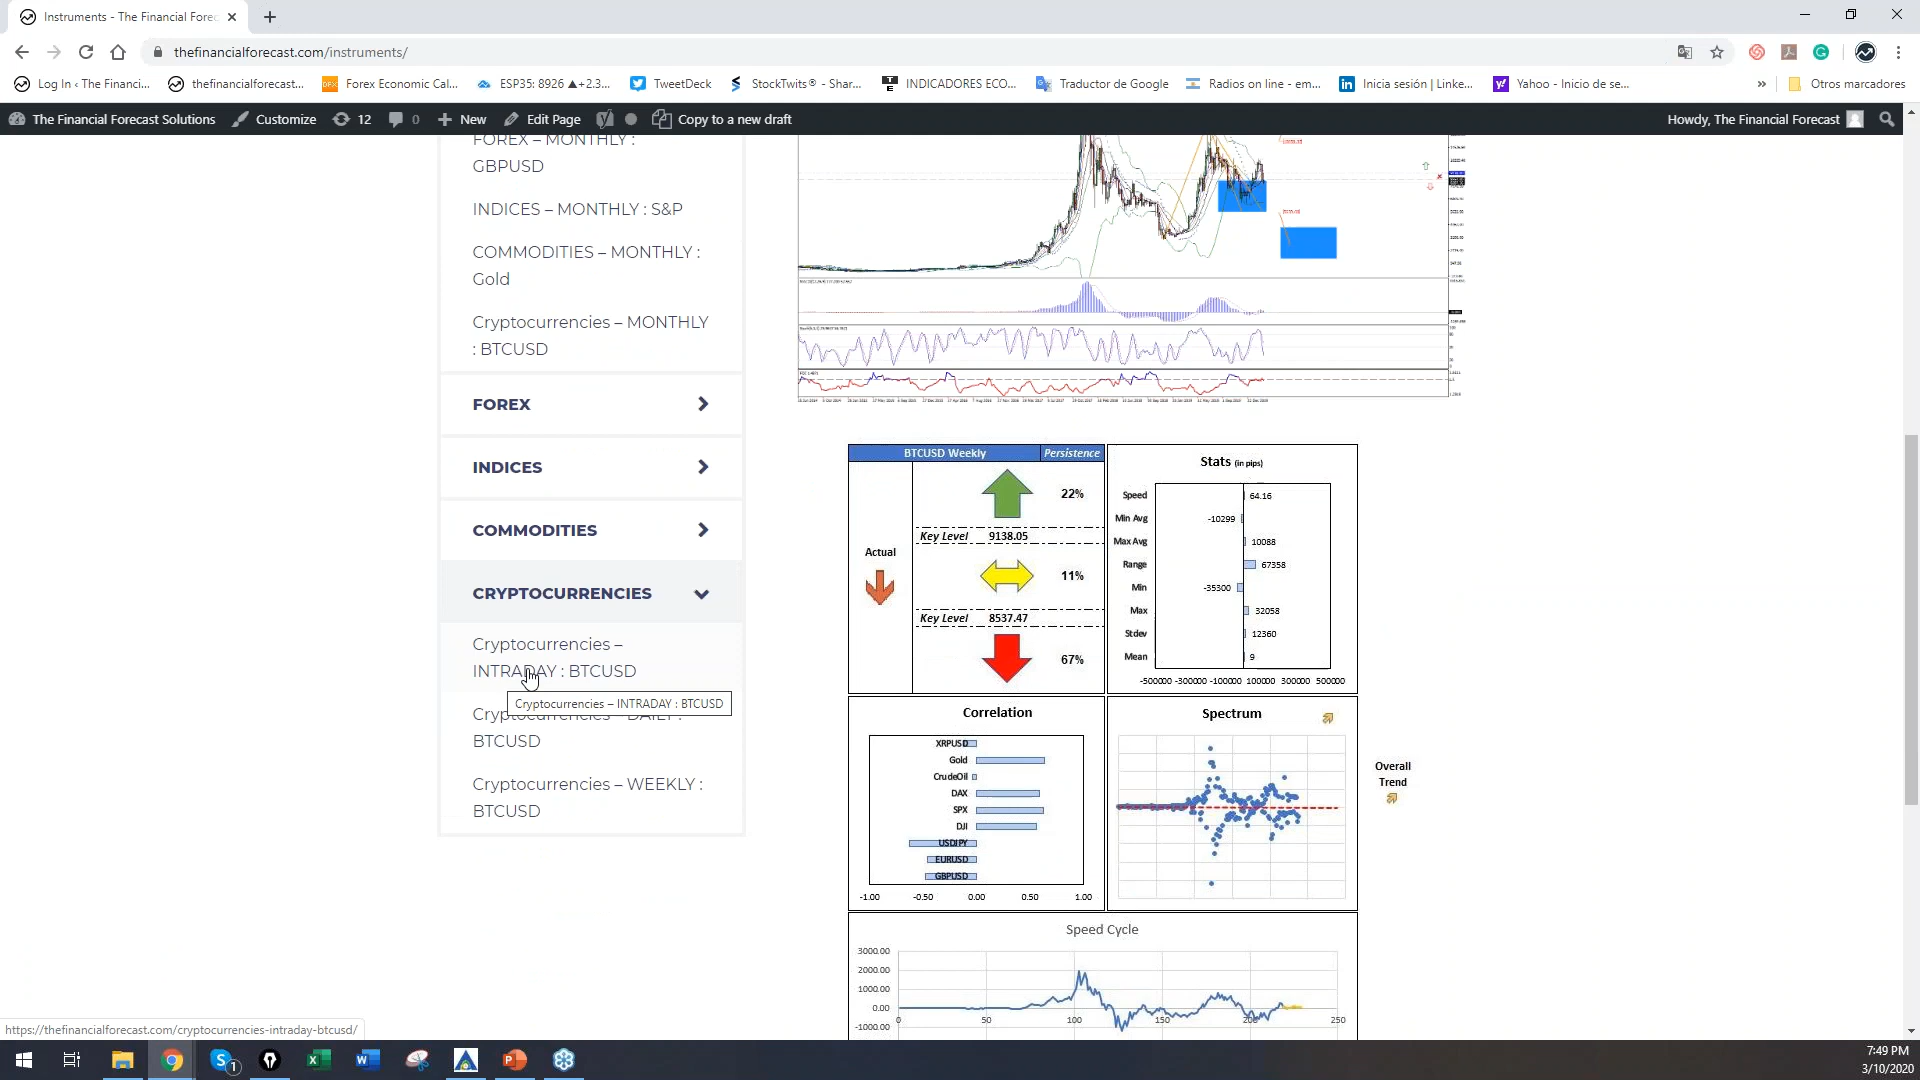 Instruments - The Financial Forec
thefinancialforecast.com/instruments/
Log In ‹ The Financi...
thefinancialforecast...
Forex Economic Cal...
ESP35: 8926 ▲+2.3...
TweetDeck
StockTwits® - Shar...
INDICADORES ECO...
Traductor de Google
Radios on line - em...
Inicia sesión | Linke...
Yahoo - Inicio de se...
»
Otros marcadores
The Financial Forecast Solutions
Customize
12
0
New
Edit Page
Copy to a new draft
Howdy, The Financial Forecast
FOREX – MONTHLY :
GBPUSD
INDICES – MONTHLY : S&P
COMMODITIES – MONTHLY :
Gold
Cryptocurrencies – MONTHLY
: BTCUSD
FOREX
INDICES
COMMODITIES
CRYPTOCURRENCIES
Cryptocurrencies –
INTRADAY : BTCUSD
Cryptocurrencies – INTRADAY : BTCUSD
Cryptocurrencies – DAILY :
BTCUSD
Cryptocurrencies – WEEKLY :
BTCUSD
BTCUSD Weekly
Persistence
22%
Key Level 9138.05
Actual
11%
Key Level 8537.47
67%
Stats (in pips)
Speed 64.16
Min Avg -10299
Max Avg 10088
Range 67358
Min -35300
Max 32058
Stdev 12360
Mean 9
-500000 -300000 -100000 100000 300000 500000
Correlation
XRPUSD
Gold
CrudeOil
DAX
SPX
DJI
USDJPY
EURUSD
GBPUSD
-1.00 -0.50 0.00 0.50 1.00
Spectrum
Overall
Trend
Speed Cycle
3000.00
2000.00
1000.00
0.00
-1000.00
0 50 100 150 200 250
https://thefinancialforecast.com/cryptocurrencies-intraday-btcusd/
7:49 PM
3/10/2020